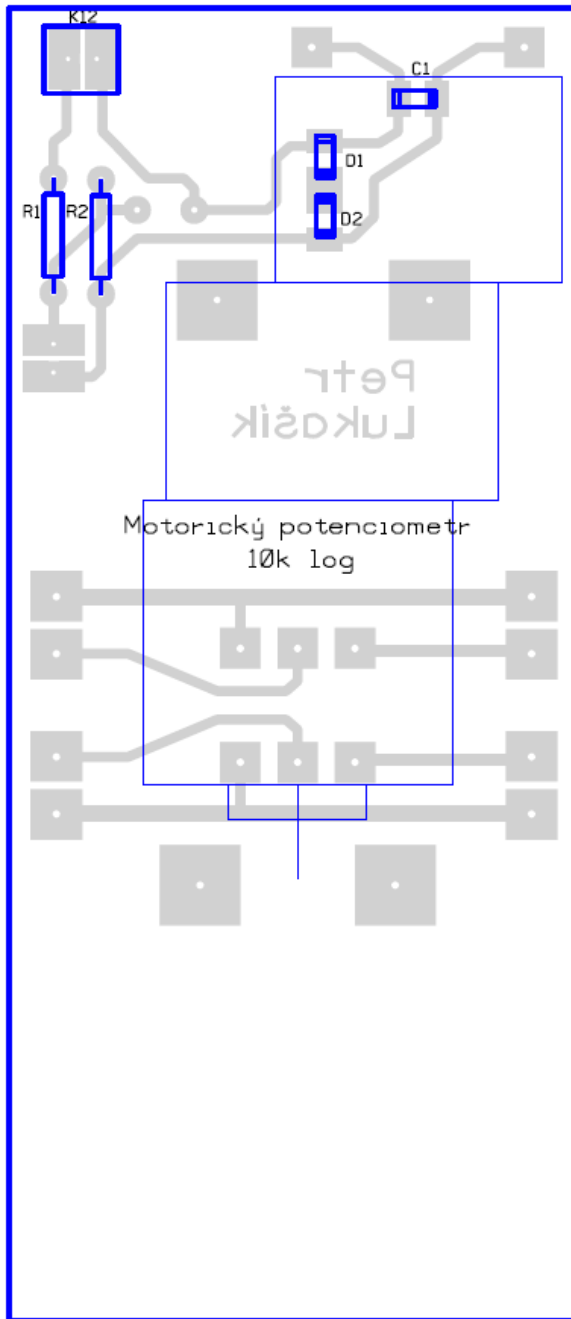 K12
C1
D1
R1
R2
D2
Petr
Lukašík
Motorický potenciometr
10k log